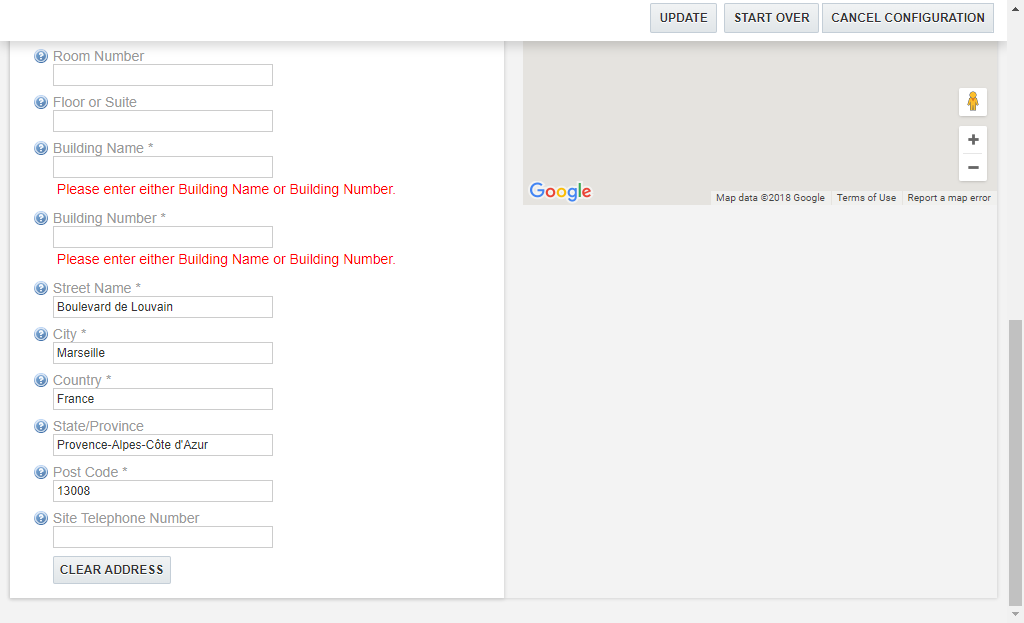 UPDATE START OVER CANCEL CONFIGURATION
Room Number
Floor or Suite
Building Name *
Please enter either Building Name or Building Number.
Building Number *
Please enter either Building Name or Building Number.
Street Name *
Boulevard de Louvain
City *
Marseille
Country *
France
State/Province
Provence-Alpes-Côte d'Azur
Post Code *
13008
Site Telephone Number
CLEAR ADDRESS
Google
Map data ©2018 Google Terms of Use Report a map error